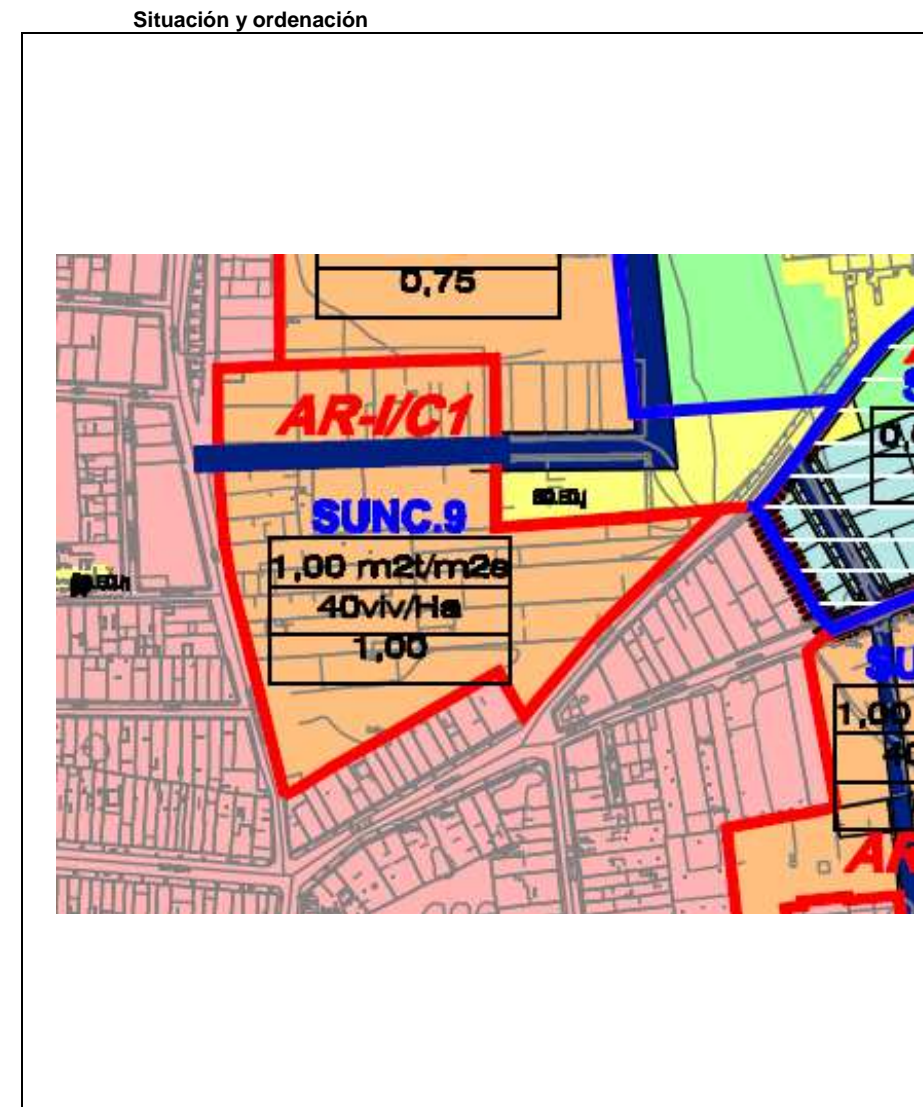 Situación y ordenación
0,75
AR-I/C1
SUNC.9
1,00 m2t/m2s
40viv/Ha
1,00
SU
1,00
AR